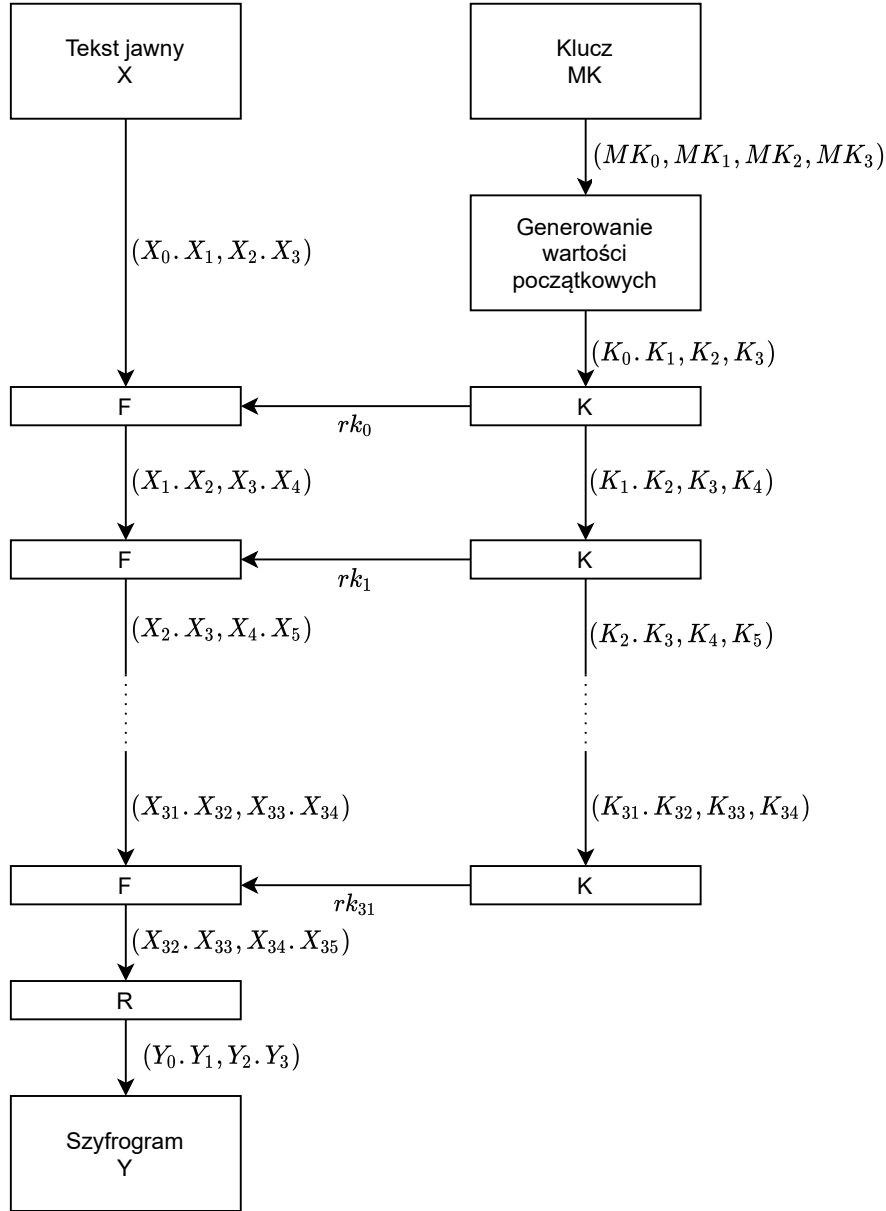 Tekst jawny
X
Klucz
MK
(MK₀, MK₁, MK₂, MK₃)
Generowanie
wartości
początkowych
(X₀. X₁, X₂. X₃)
(K₀. K₁, K₂, K₃)
F
rk₀
K
(X₁. X₂, X₃. X₄)
(K₁. K₂, K₃, K₄)
F
rk₁
K
(X₂. X₃, X₄. X₅)
(K₂. K₃, K₄, K₅)
(X₃₁. X₃₂, X₃₃. X₃₄)
(K₃₁. K₃₂, K₃₃, K₃₄)
F
rk₃₁
K
(X₃₂. X₃₃, X₃₄. X₃₅)
R
(Y₀. Y₁, Y₂. Y₃)
Szyfrogram
Y